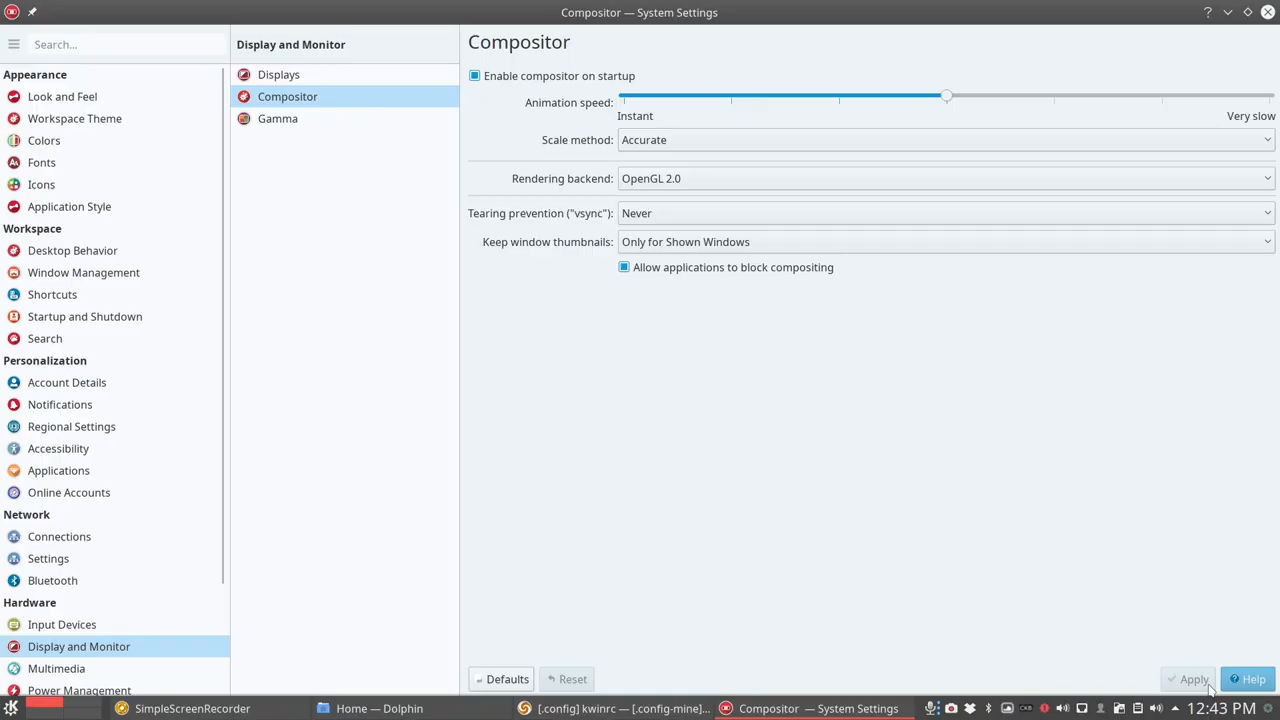 Compositor — System Settings
Search...
Appearance
Look and Feel
Workspace Theme
Colors
Fonts
Icons
Application Style
Workspace
Desktop Behavior
Window Management
Shortcuts
Startup and Shutdown
Search
Personalization
Account Details
Notifications
Regional Settings
Accessibility
Applications
Online Accounts
Network
Connections
Settings
Bluetooth
Hardware
Input Devices
Display and Monitor
Multimedia
Power Management
Display and Monitor
Displays
Compositor
Gamma
Compositor
Enable compositor on startup
Animation speed:
Instant Very slow
Scale method: Accurate
Rendering backend: OpenGL 2.0
Tearing prevention ("vsync"): Never
Keep window thumbnails: Only for Shown Windows
Allow applications to block compositing
Defaults Reset Apply Help
SimpleScreenRecorder Home — Dolphin [.config] kwinrc — [.config-mine]... Compositor — System Settings 12:43 PM